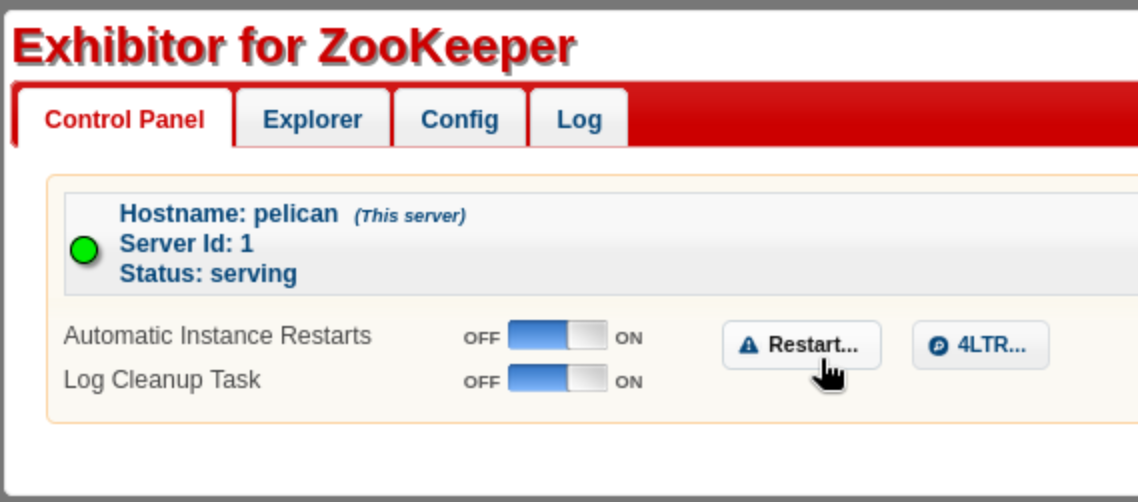 Exhibitor for ZooKeeper
Control Panel Explorer Config Log
Hostname: pelican (This server)
Server Id: 1
Status: serving
Automatic Instance Restarts OFF ON Restart... 4LTR...
Log Cleanup Task OFF ON